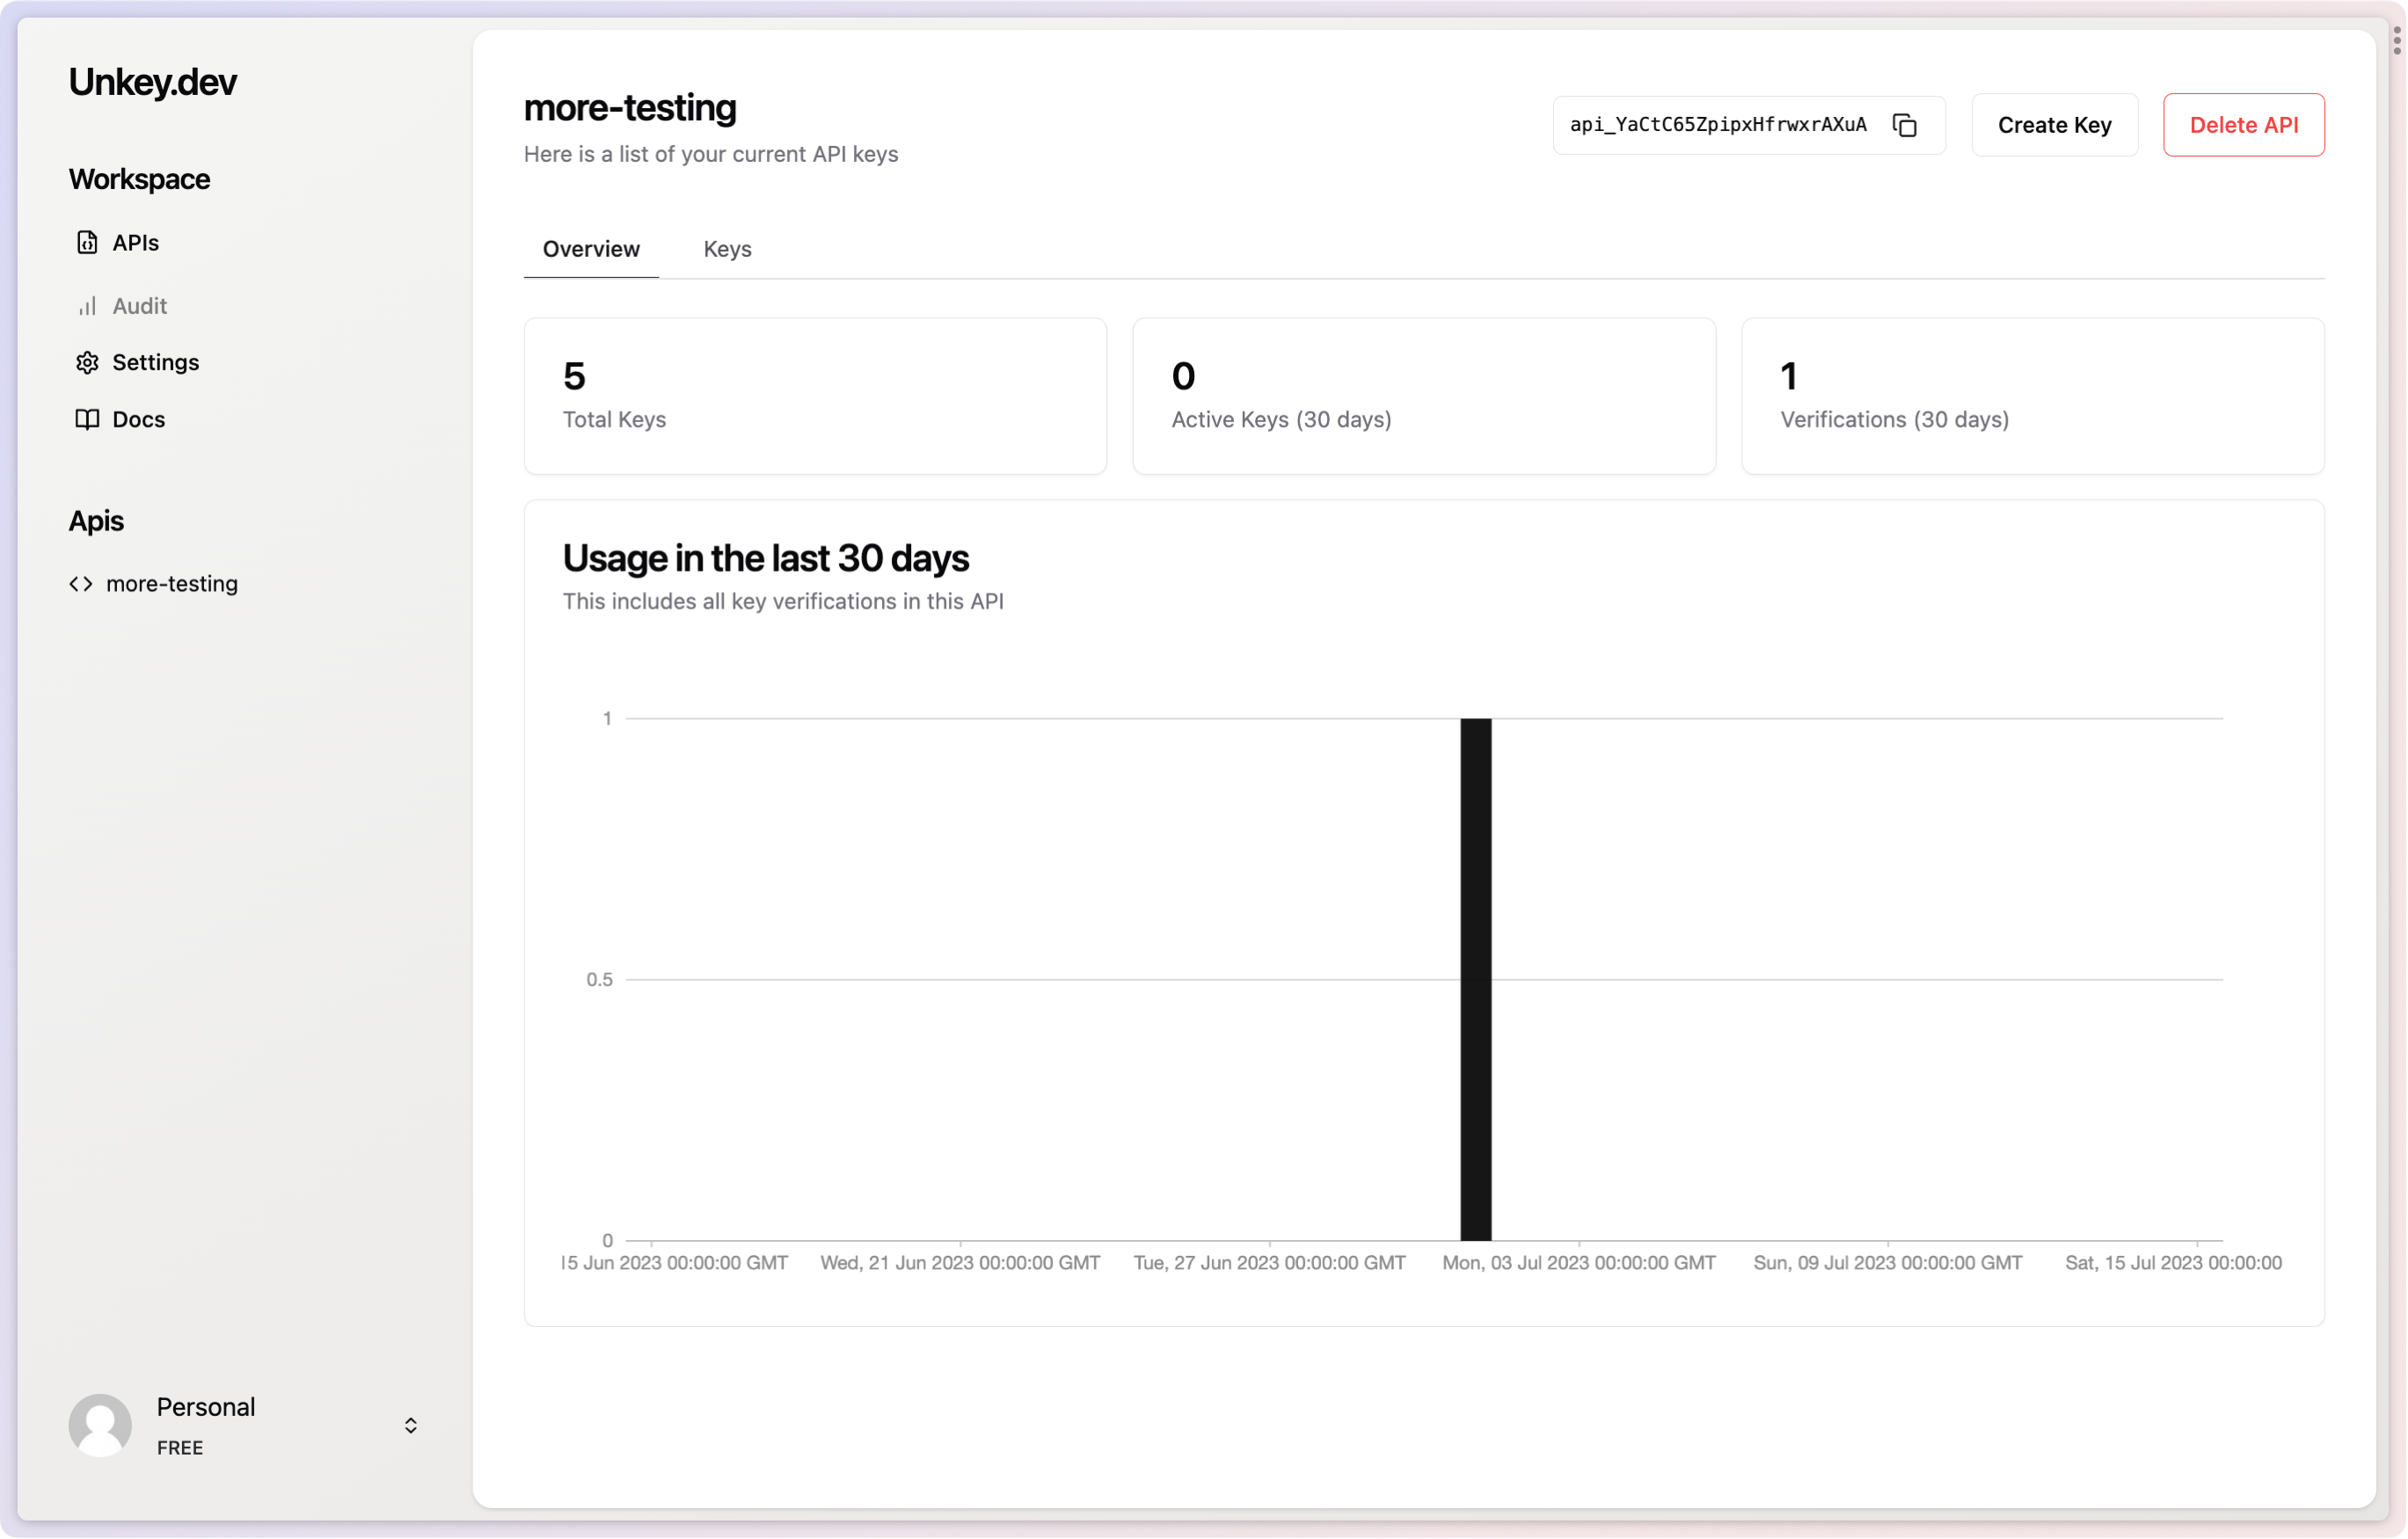 Unkey.dev
Workspace
APIs
Audit
Settings
Docs
Apis
more-testing
Personal
FREE
more-testing
Here is a list of your current API keys
api_YaCtC65ZpipxHfrwxrAXuA
Create Key
Delete API
Overview Keys
5
Total Keys
0
Active Keys (30 days)
1
Verifications (30 days)
Usage in the last 30 days
This includes all key verifications in this API
1
0.5
0
5 Jun 2023 00:00:00 GMT Wed, 21 Jun 2023 00:00:00 GMT Tue, 27 Jun 2023 00:00:00 GMT Mon, 03 Jul 2023 00:00:00 GMT Sun, 09 Jul 2023 00:00:00 GMT Sat, 15 Jul 2023 00:00:00